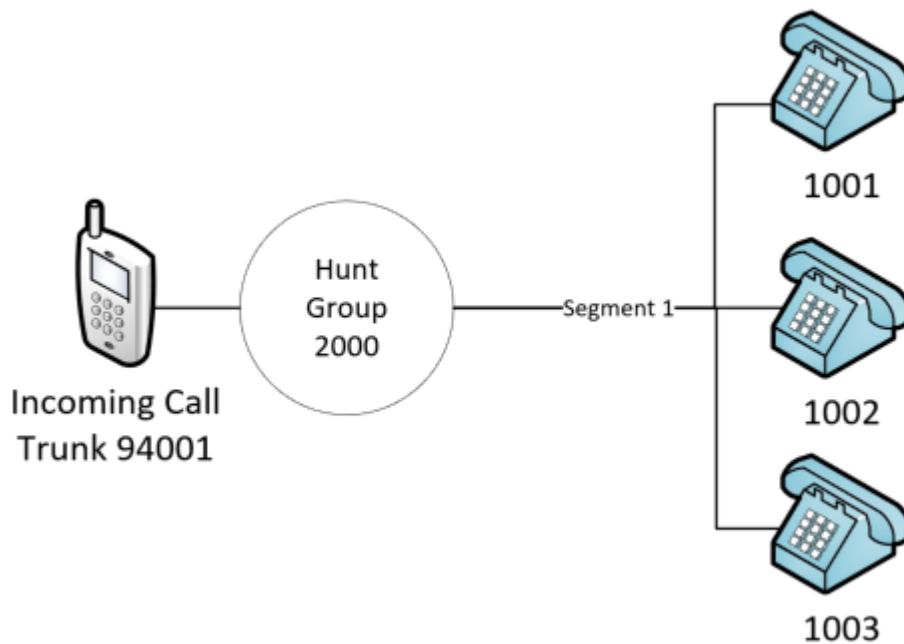 Incoming Call
Trunk 94001
Hunt
Group
2000
Segment 1
1001
1002
1003